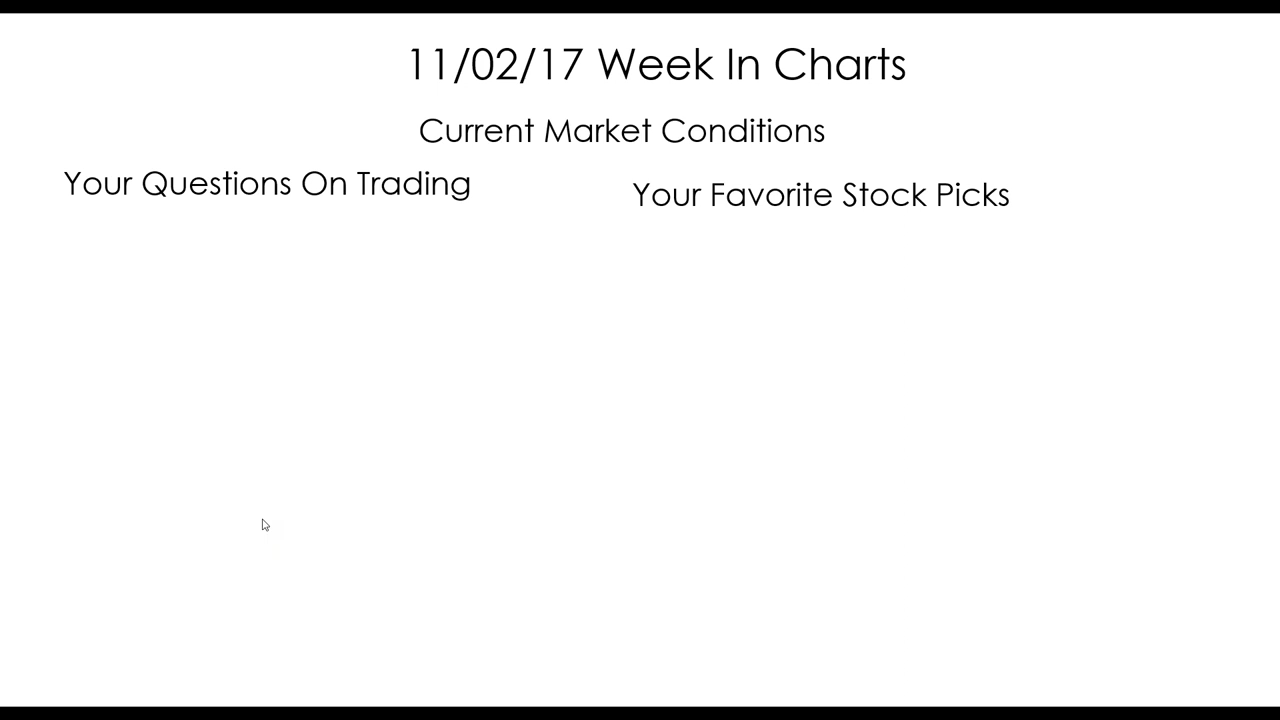 11/02/17 Week In Charts
Current Market Conditions
Your Questions On Trading
Your Favorite Stock Picks